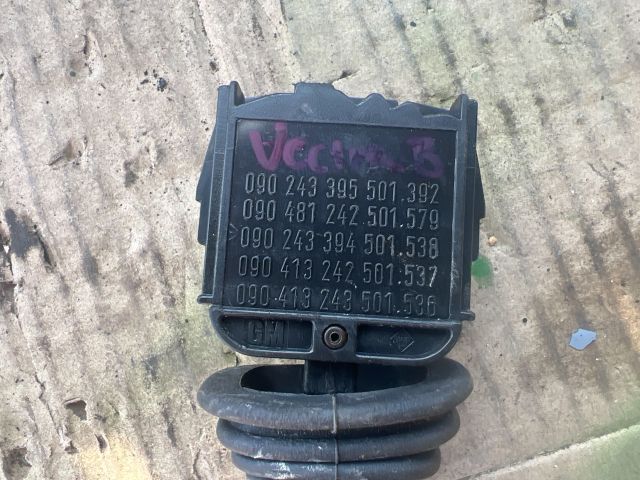 Vectra B
090 243 395 501.392
090 481 242 501.579
090 243 394 501.538
090 413 242 501.537
090 413 243 501.536
GM